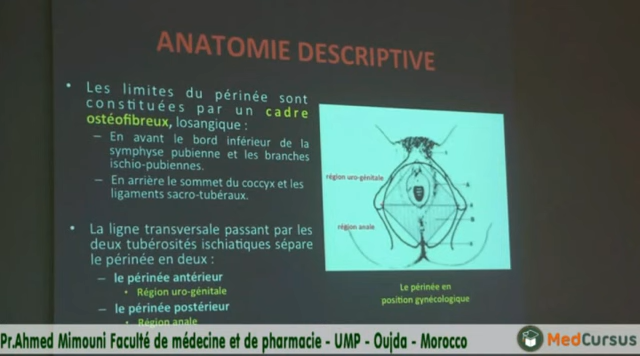 ANATOMIE DESCRIPTIVE
• Les limites du périnée sont
constituées par un cadre
ostéofibreux, losangique :
– En avant le bord inférieur de la
symphyse pubienne et les branches
ischio-pubiennes.
– En arrière le sommet du coccyx et les
ligaments sacro-tubéraux.
• La ligne transversale passant par les
deux tubérosités ischiatiques sépare
le périnée en deux :
– le périnée antérieur
• Région uro-génitale
– le périnée postérieur
• Région anale
région uro-génitale
région anale
Le périnée en
position gynécologique
Pr.Ahmed Mimouni Faculté de médecine et de pharmacie - UMP - Oujda - Morocco
MedCursus